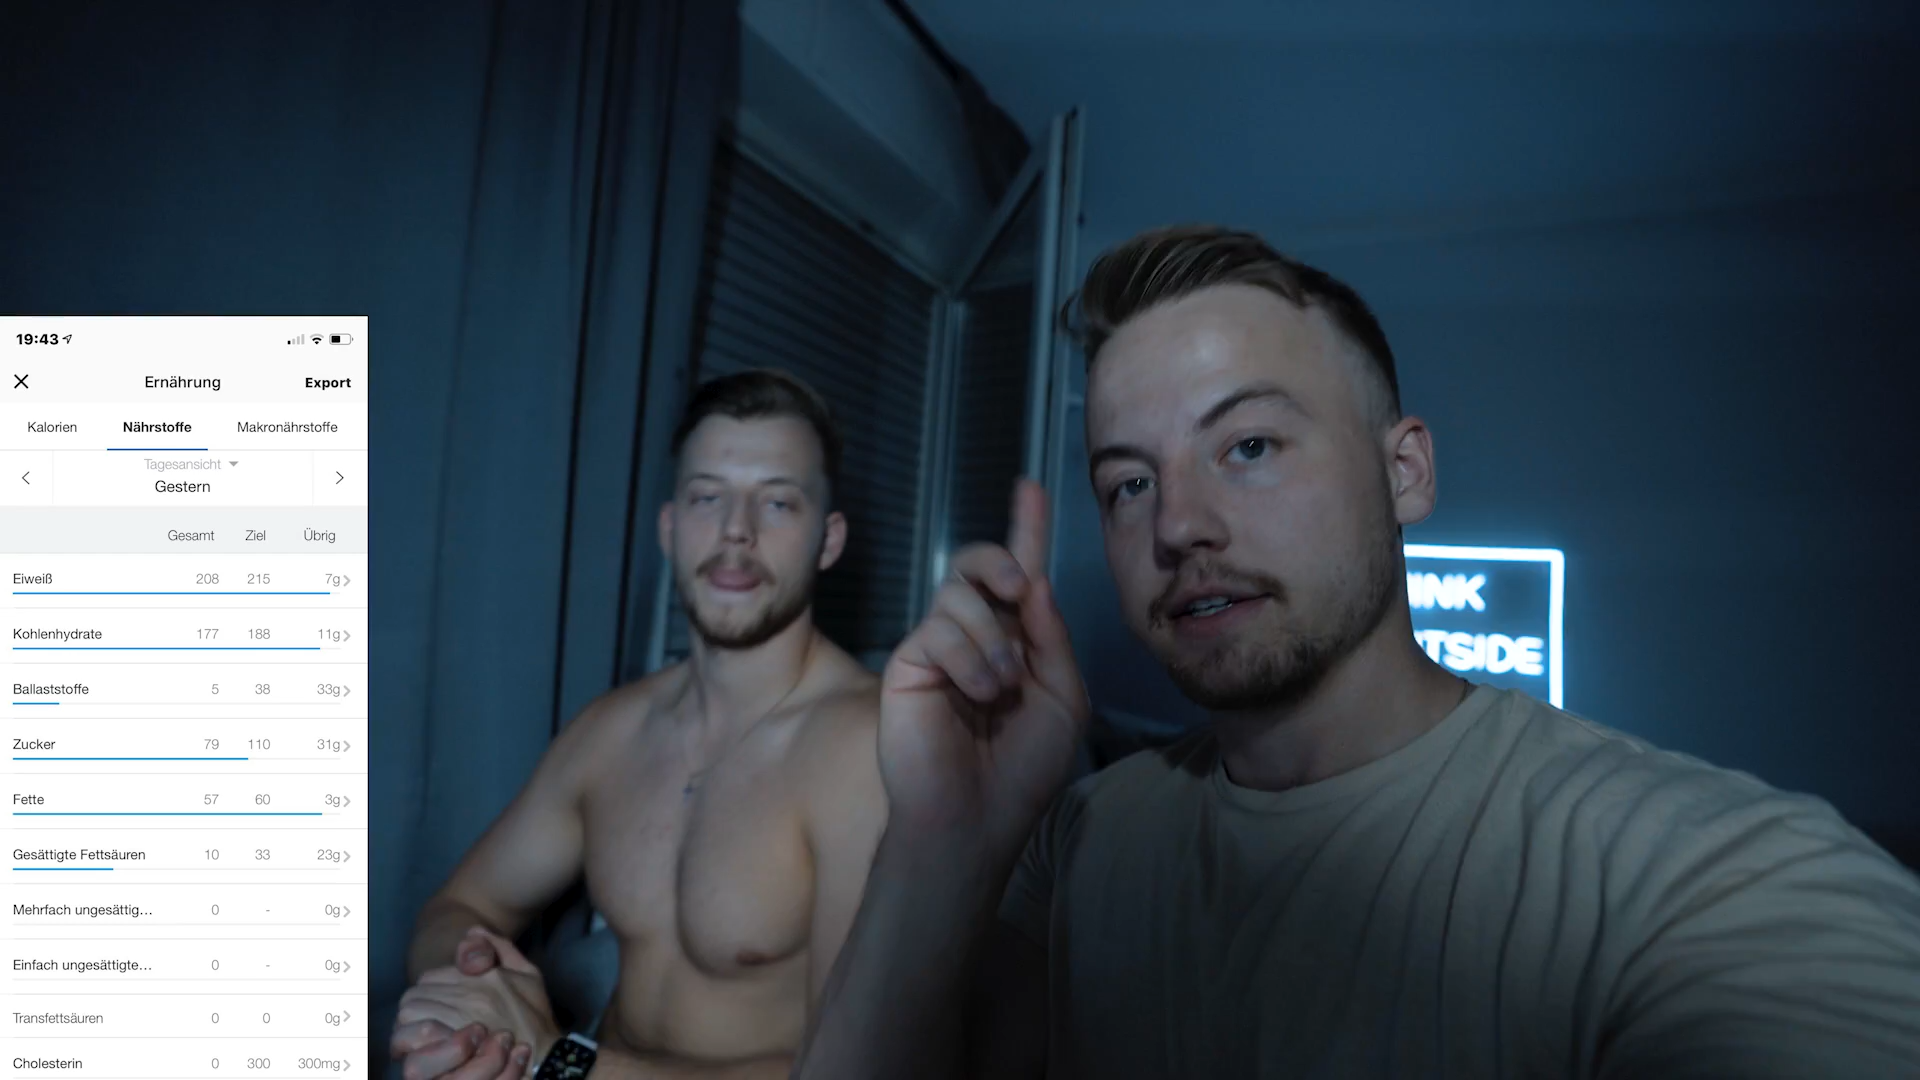 19:43
Ernährung
Export
Kalorien
Nährstoffe
Makronährstoffe
Tagesansicht
Gestern
Gesamt Ziel Übrig
Eiweiß 208 215 7g
Kohlenhydrate 177 188 11g
Ballaststoffe 5 38 33g
Zucker 79 110 31g
Fette 57 60 3g
Gesättigte Fettsäuren 10 33 23g
Mehrfach ungesättig... 0 - 0g
Einfach ungesättigte... 0 - 0g
Transfettsäuren 0 0 0g
Cholesterin 0 300 300mg
INK
TSIDE